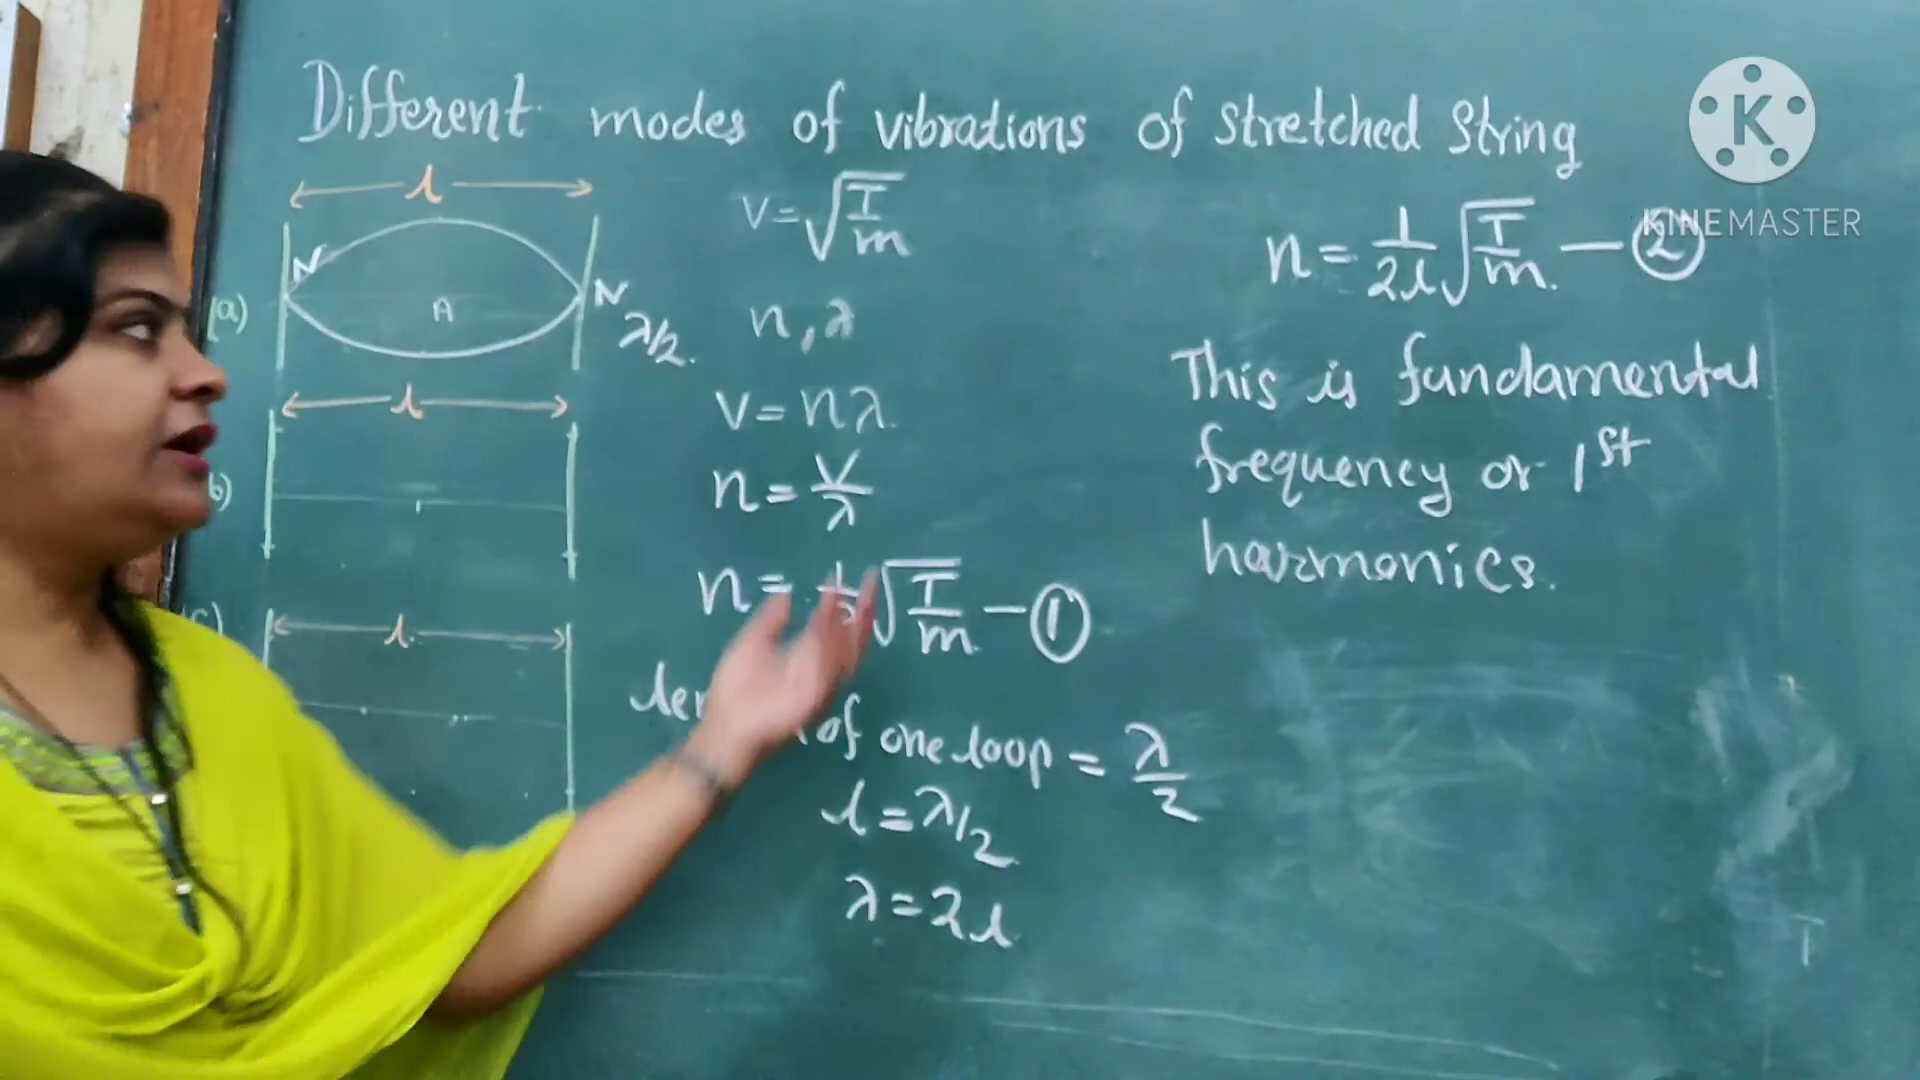 Different modes of vibrations of stretched string
l
N
A
N
λ/2.
(a)
l
b)
(c)
l
v=√T/m
n, λ
v=nλ.
n=v/λ
n= 1/λ√T/m - ①
of one loop = λ/2
l=λ/2
λ=2l
n= 1/2l √T/m. - ②
This is fundamental
frequency or 1st
harmonics.
T
K
KINEMASTER